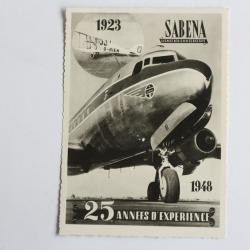 1923
SABENA
1948
25 ANNÉES D'EXPÉRIENCE